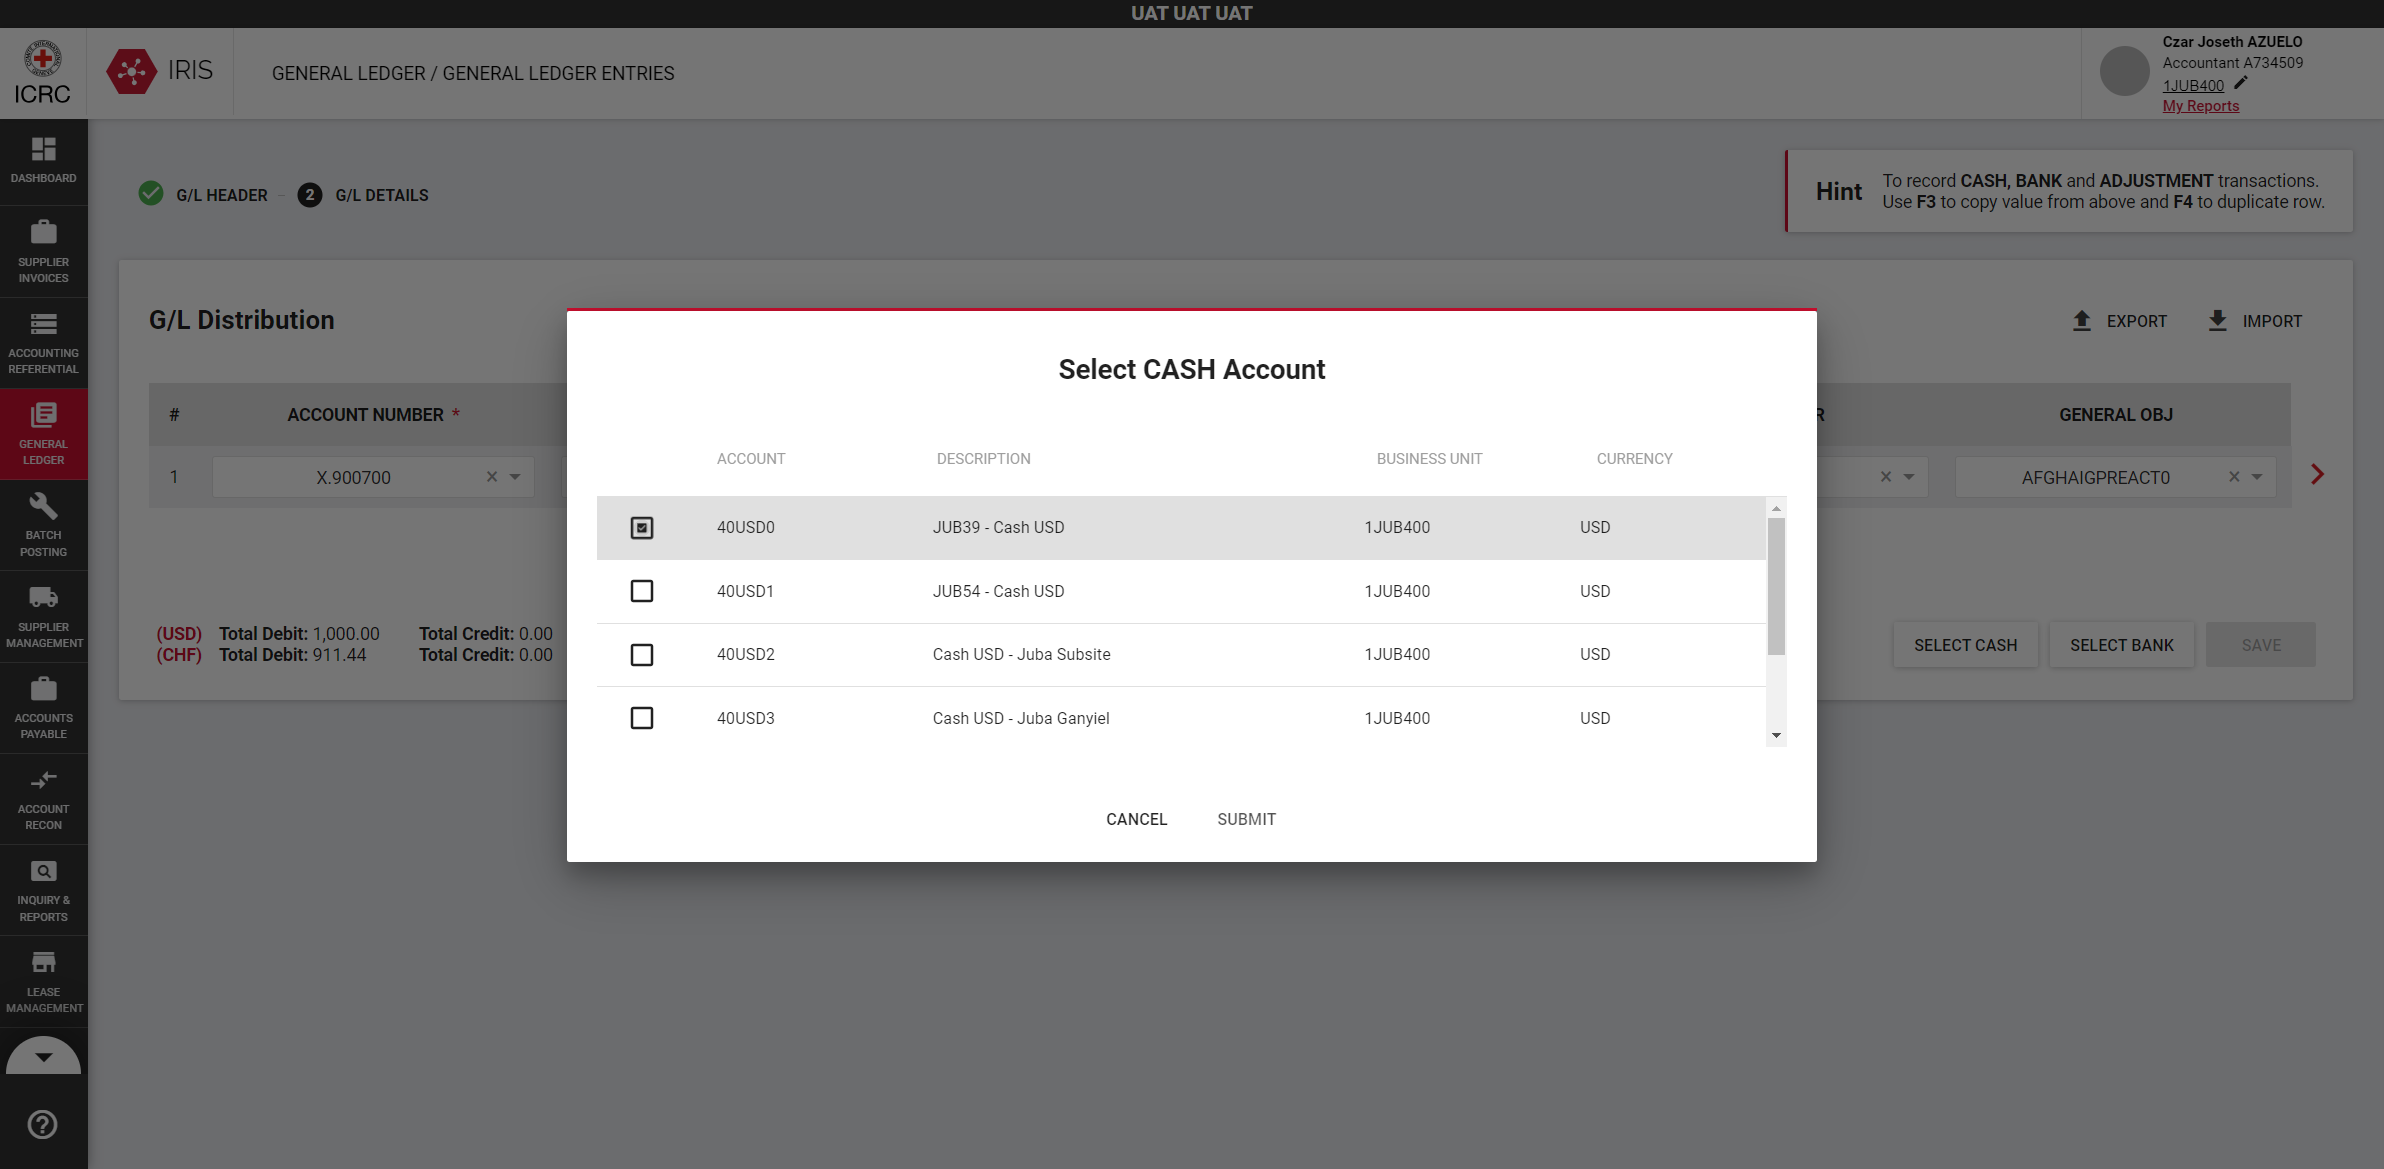 UAT UAT UAT
ICRC
IRIS
GENERAL LEDGER / GENERAL LEDGER ENTRIES
Czar Joseth AZUELO
Accountant A734509
1JUB400
My Reports
DASHBOARD
SUPPLIER
INVOICES
ACCOUNTING
REFERENTIAL
GENERAL
LEDGER
BATCH
POSTING
SUPPLIER
MANAGEMENT
ACCOUNTS
PAYABLE
ACCOUNT
RECON
INQUIRY &
REPORTS
LEASE
MANAGEMENT
G/L HEADER
2 G/L DETAILS
Hint
To record CASH, BANK and ADJUSTMENT transactions.
Use F3 to copy value from above and F4 to duplicate row.
G/L Distribution
EXPORT IMPORT
# ACCOUNT NUMBER * R GENERAL OBJ
1 X.900700 AFGHAIGPREACT0
(USD) Total Debit: 1,000.00 Total Credit: 0.00
(CHF) Total Debit: 911.44 Total Credit: 0.00
SELECT CASH SELECT BANK SAVE
Select CASH Account
ACCOUNT DESCRIPTION BUSINESS UNIT CURRENCY
40USD0 JUB39 - Cash USD 1JUB400 USD
40USD1 JUB54 - Cash USD 1JUB400 USD
40USD2 Cash USD - Juba Subsite 1JUB400 USD
40USD3 Cash USD - Juba Ganyiel 1JUB400 USD
CANCEL SUBMIT